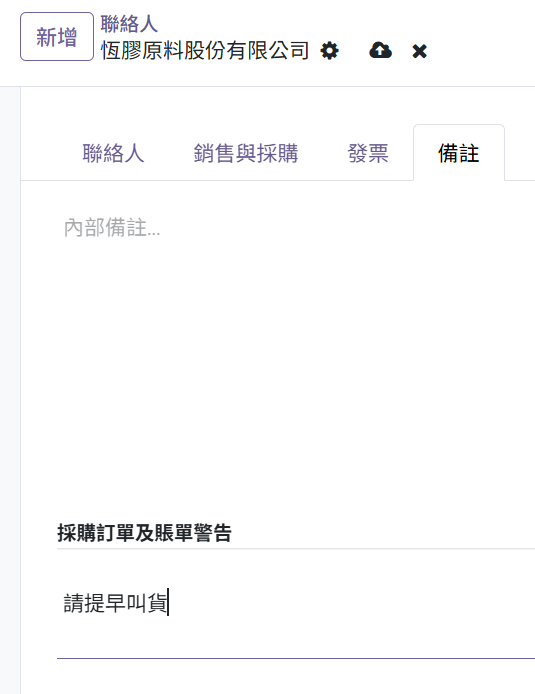 新增
聯絡人
恆膠原料股份有限公司
聯絡人 銷售與採購 發票 備註
內部備註...
採購訂單及賬單警告
請提早叫貨